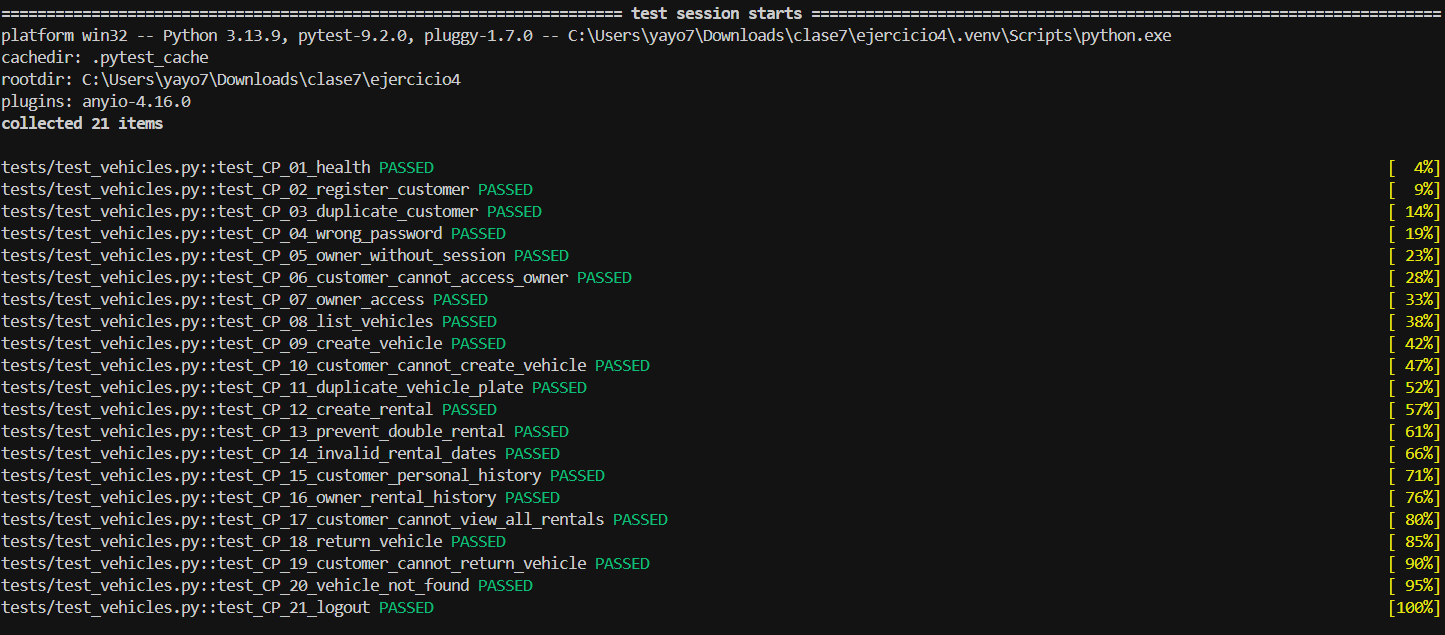 ===================================================================== test session starts ======================================================================
platform win32 -- Python 3.13.9, pytest-9.2.0, pluggy-1.7.0 -- C:\Users\yayo7\Downloads\clase7\ejercicio4\.venv\Scripts\python.exe
cachedir: .pytest_cache
rootdir: C:\Users\yayo7\Downloads\clase7\ejercicio4
plugins: anyio-4.16.0
collected 21 items
tests/test_vehicles.py::test_CP_01_health PASSED [  4%]
tests/test_vehicles.py::test_CP_02_register_customer PASSED [  9%]
tests/test_vehicles.py::test_CP_03_duplicate_customer PASSED [ 14%]
tests/test_vehicles.py::test_CP_04_wrong_password PASSED [ 19%]
tests/test_vehicles.py::test_CP_05_owner_without_session PASSED [ 23%]
tests/test_vehicles.py::test_CP_06_customer_cannot_access_owner PASSED [ 28%]
tests/test_vehicles.py::test_CP_07_owner_access PASSED [ 33%]
tests/test_vehicles.py::test_CP_08_list_vehicles PASSED [ 38%]
tests/test_vehicles.py::test_CP_09_create_vehicle PASSED [ 42%]
tests/test_vehicles.py::test_CP_10_customer_cannot_create_vehicle PASSED [ 47%]
tests/test_vehicles.py::test_CP_11_duplicate_vehicle_plate PASSED [ 52%]
tests/test_vehicles.py::test_CP_12_create_rental PASSED [ 57%]
tests/test_vehicles.py::test_CP_13_prevent_double_rental PASSED [ 61%]
tests/test_vehicles.py::test_CP_14_invalid_rental_dates PASSED [ 66%]
tests/test_vehicles.py::test_CP_15_customer_personal_history PASSED [ 71%]
tests/test_vehicles.py::test_CP_16_owner_rental_history PASSED [ 76%]
tests/test_vehicles.py::test_CP_17_customer_cannot_view_all_rentals PASSED [ 80%]
tests/test_vehicles.py::test_CP_18_return_vehicle PASSED [ 85%]
tests/test_vehicles.py::test_CP_19_customer_cannot_return_vehicle PASSED [ 90%]
tests/test_vehicles.py::test_CP_20_vehicle_not_found PASSED [ 95%]
tests/test_vehicles.py::test_CP_21_logout PASSED [100%]